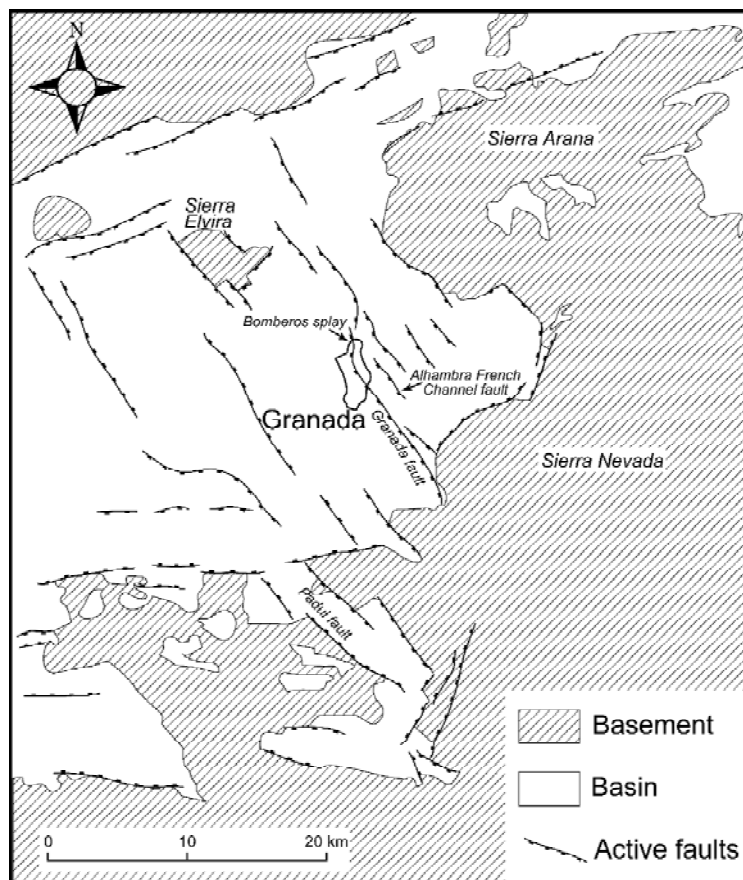 N
Sierra Arana
Sierra
Elvira
Bomberos splay
Alhambra French
Channel fault
Granada
Granada fault
Sierra Nevada
Padul fault
Basement
Basin
Active faults
0
10
20 km